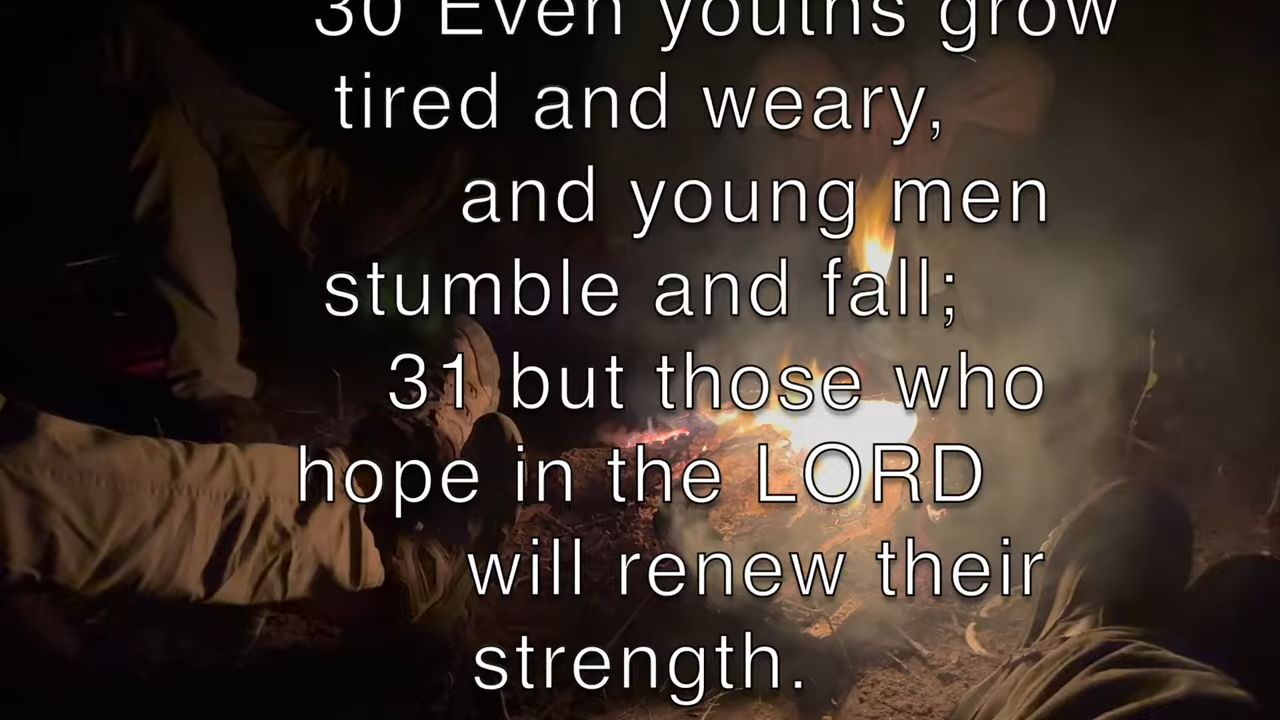 30 Even youths grow
tired and weary,
and young men
stumble and fall;
31 but those who
hope in the LORD
will renew their
strength.